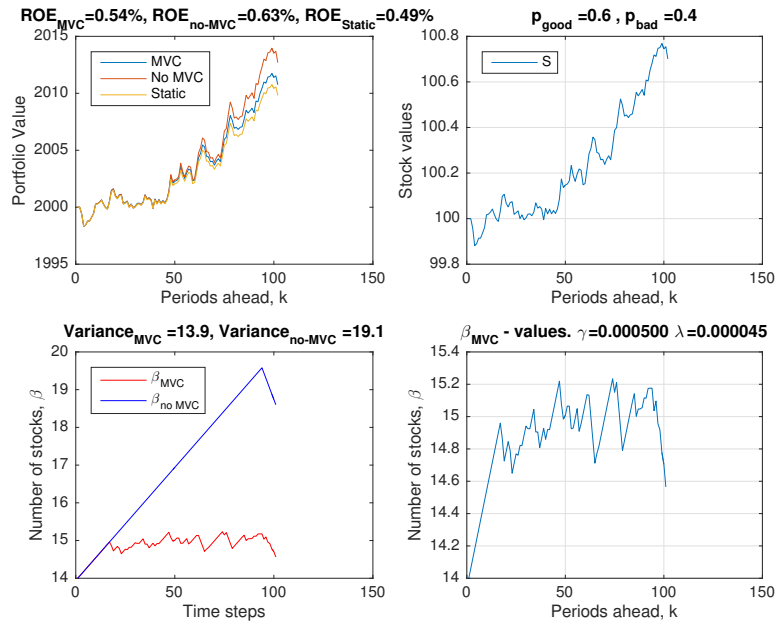 ROE_MVC=0.54%, ROE_no-MVC=0.63%, ROE_Static=0.49%
Portfolio Value
2015
2010
2005
2000
1995
MVC
No MVC
Static
0 50 100 150
Periods ahead, k
p_good =0.6 , p_bad =0.4
Stock values
100.8
100.6
100.4
100.2
100
99.8
S
0 50 100 150
Periods ahead, k
Variance_MVC =13.9, Variance_no-MVC =19.1
Number of stocks, β
20
19
18
17
16
15
14
β_MVC
β_no MVC
0 50 100 150
Time steps
β_MVC - values. γ=0.000500 λ=0.000045
Number of stocks, β
15.4
15.2
15
14.8
14.6
14.4
14.2
14
0 50 100 150
Periods ahead, k